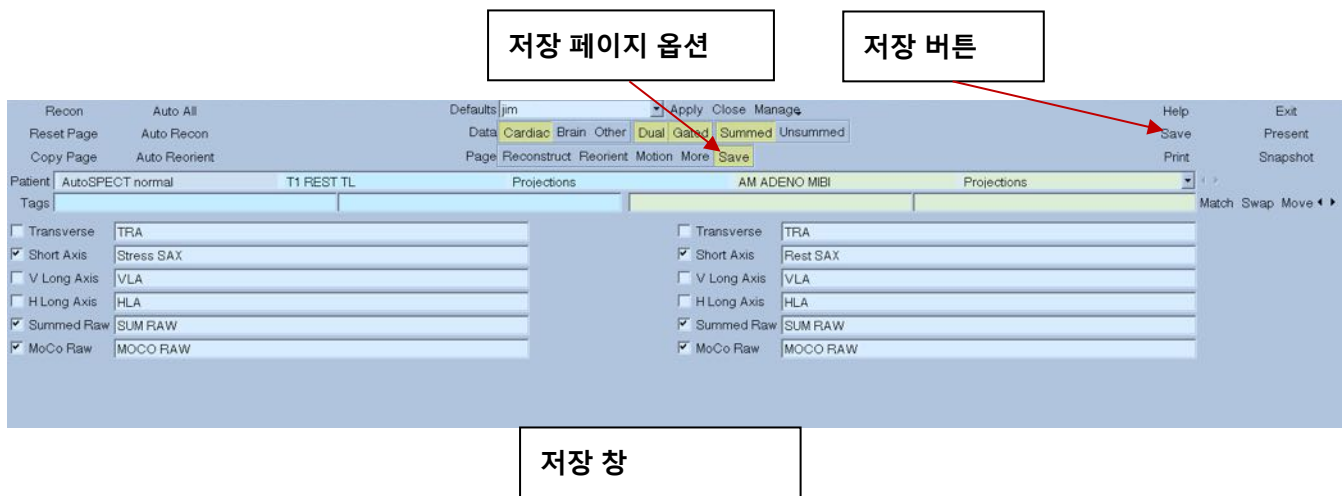 저장 페이지 옵션
저장 버튼
Recon Auto All Defaults jim Apply Close Manage Help Exit
Reset Page Auto Recon Data Cardiac Brain Other Dual Gated Summed Unsummed Save Present
Copy Page Auto Reorient Page Reconstruct Reorient Motion More Save Print Snapshot
Patient AutoSPECT normal T1 REST TL Projections AM ADENO MIBI Projections
Tags Match Swap Move
Transverse TRA Transverse TRA
Short Axis Stress SAX Short Axis Rest SAX
V Long Axis VLA V Long Axis VLA
H Long Axis HLA H Long Axis HLA
Summed Raw SUM RAW Summed Raw SUM RAW
MoCo Raw MOCO RAW MoCo Raw MOCO RAW
저장 창